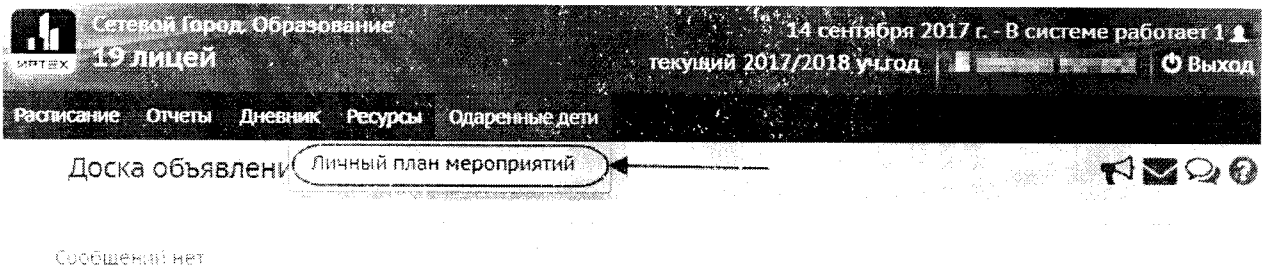 Сетевой Город. Образование
14 сентября 2017 г. - В системе работает 1
ИРТЕХ
19 лицей
текущий 2017/2018 уч.год | | Выход
Расписание Отчеты Дневник Ресурсы Одаренные дети
Доска объявлени Личный план мероприятий
Сообщений нет